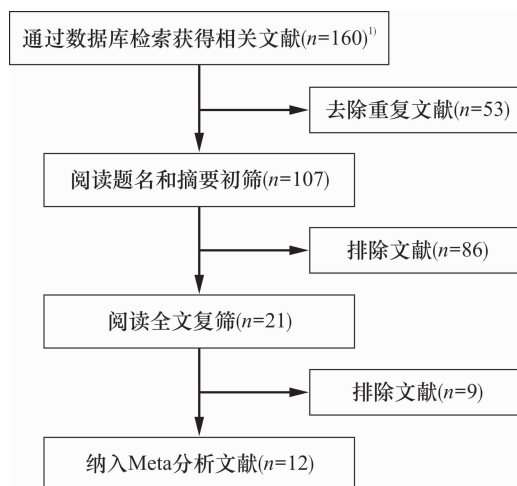 通过数据库检索获得相关文献(n=160)1)
去除重复文献(n=53)
阅读题名和摘要初筛(n=107)
排除文献(n=86)
阅读全文复筛(n=21)
排除文献(n=9)
纳入Meta分析文献(n=12)